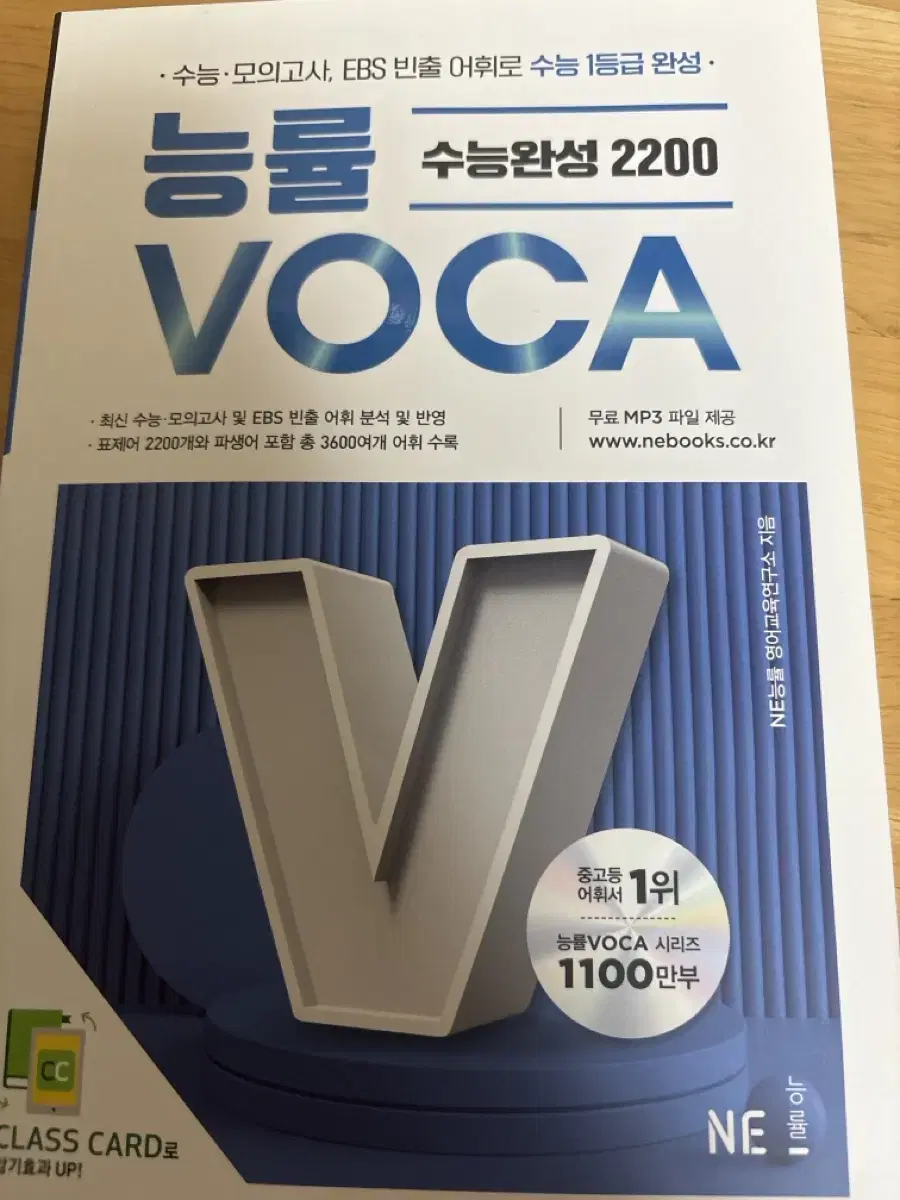 · 수능·모의고사, EBS 빈출 어휘로 수능 1등급 완성 ·
능률
수능완성 2200
VOCA
· 최신 수능·모의고사 및 EBS 빈출 어휘 분석 및 반영
· 표제어 2200개와 파생어 포함 총 3600여개 어휘 수록
무료 MP3 파일 제공
www.nebooks.co.kr
NE능률 영어교육연구소 지음
중고등
어휘서 1위
능률VOCA 시리즈
1100만부
CC
CLASS CARD로
암기효과 UP!
NE 능률